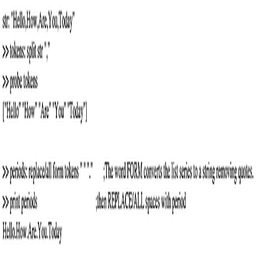 str: "Hello,How,Are,You,Today"
>> tokens: split str ","
>> probe tokens
["Hello" "How" "Are" "You" "Today"]
>> periods: replace/all form tokens " " "."	;The word FORM converts the list series to a string removing quotes.
>> print periods	;then REPLACE/ALL spaces with period
Hello.How.Are.You.Today